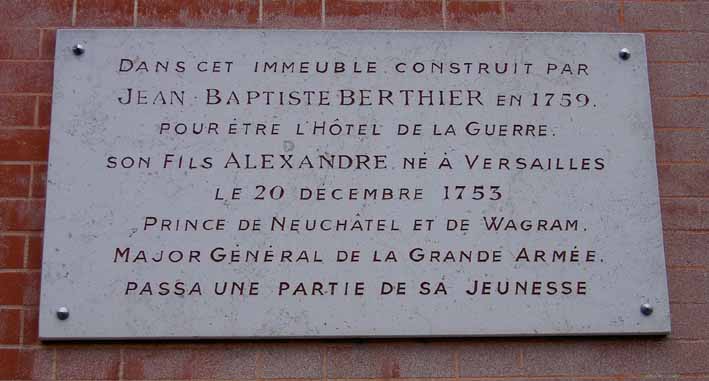 DANS CET IMMEUBLE CONSTRUIT PAR
JEAN-BAPTISTE BERTHIER EN 1759.
POUR ÊTRE L'HÔTEL DE LA GUERRE.
SON FILS ALEXANDRE NÉ À VERSAILLES
LE 20 DECEMBRE 1753
PRINCE DE NEUCHÂTEL ET DE WAGRAM,
MAJOR GÉNÉRAL DE LA GRANDE ARMÉE,
PASSA UNE PARTIE DE SA JEUNESSE